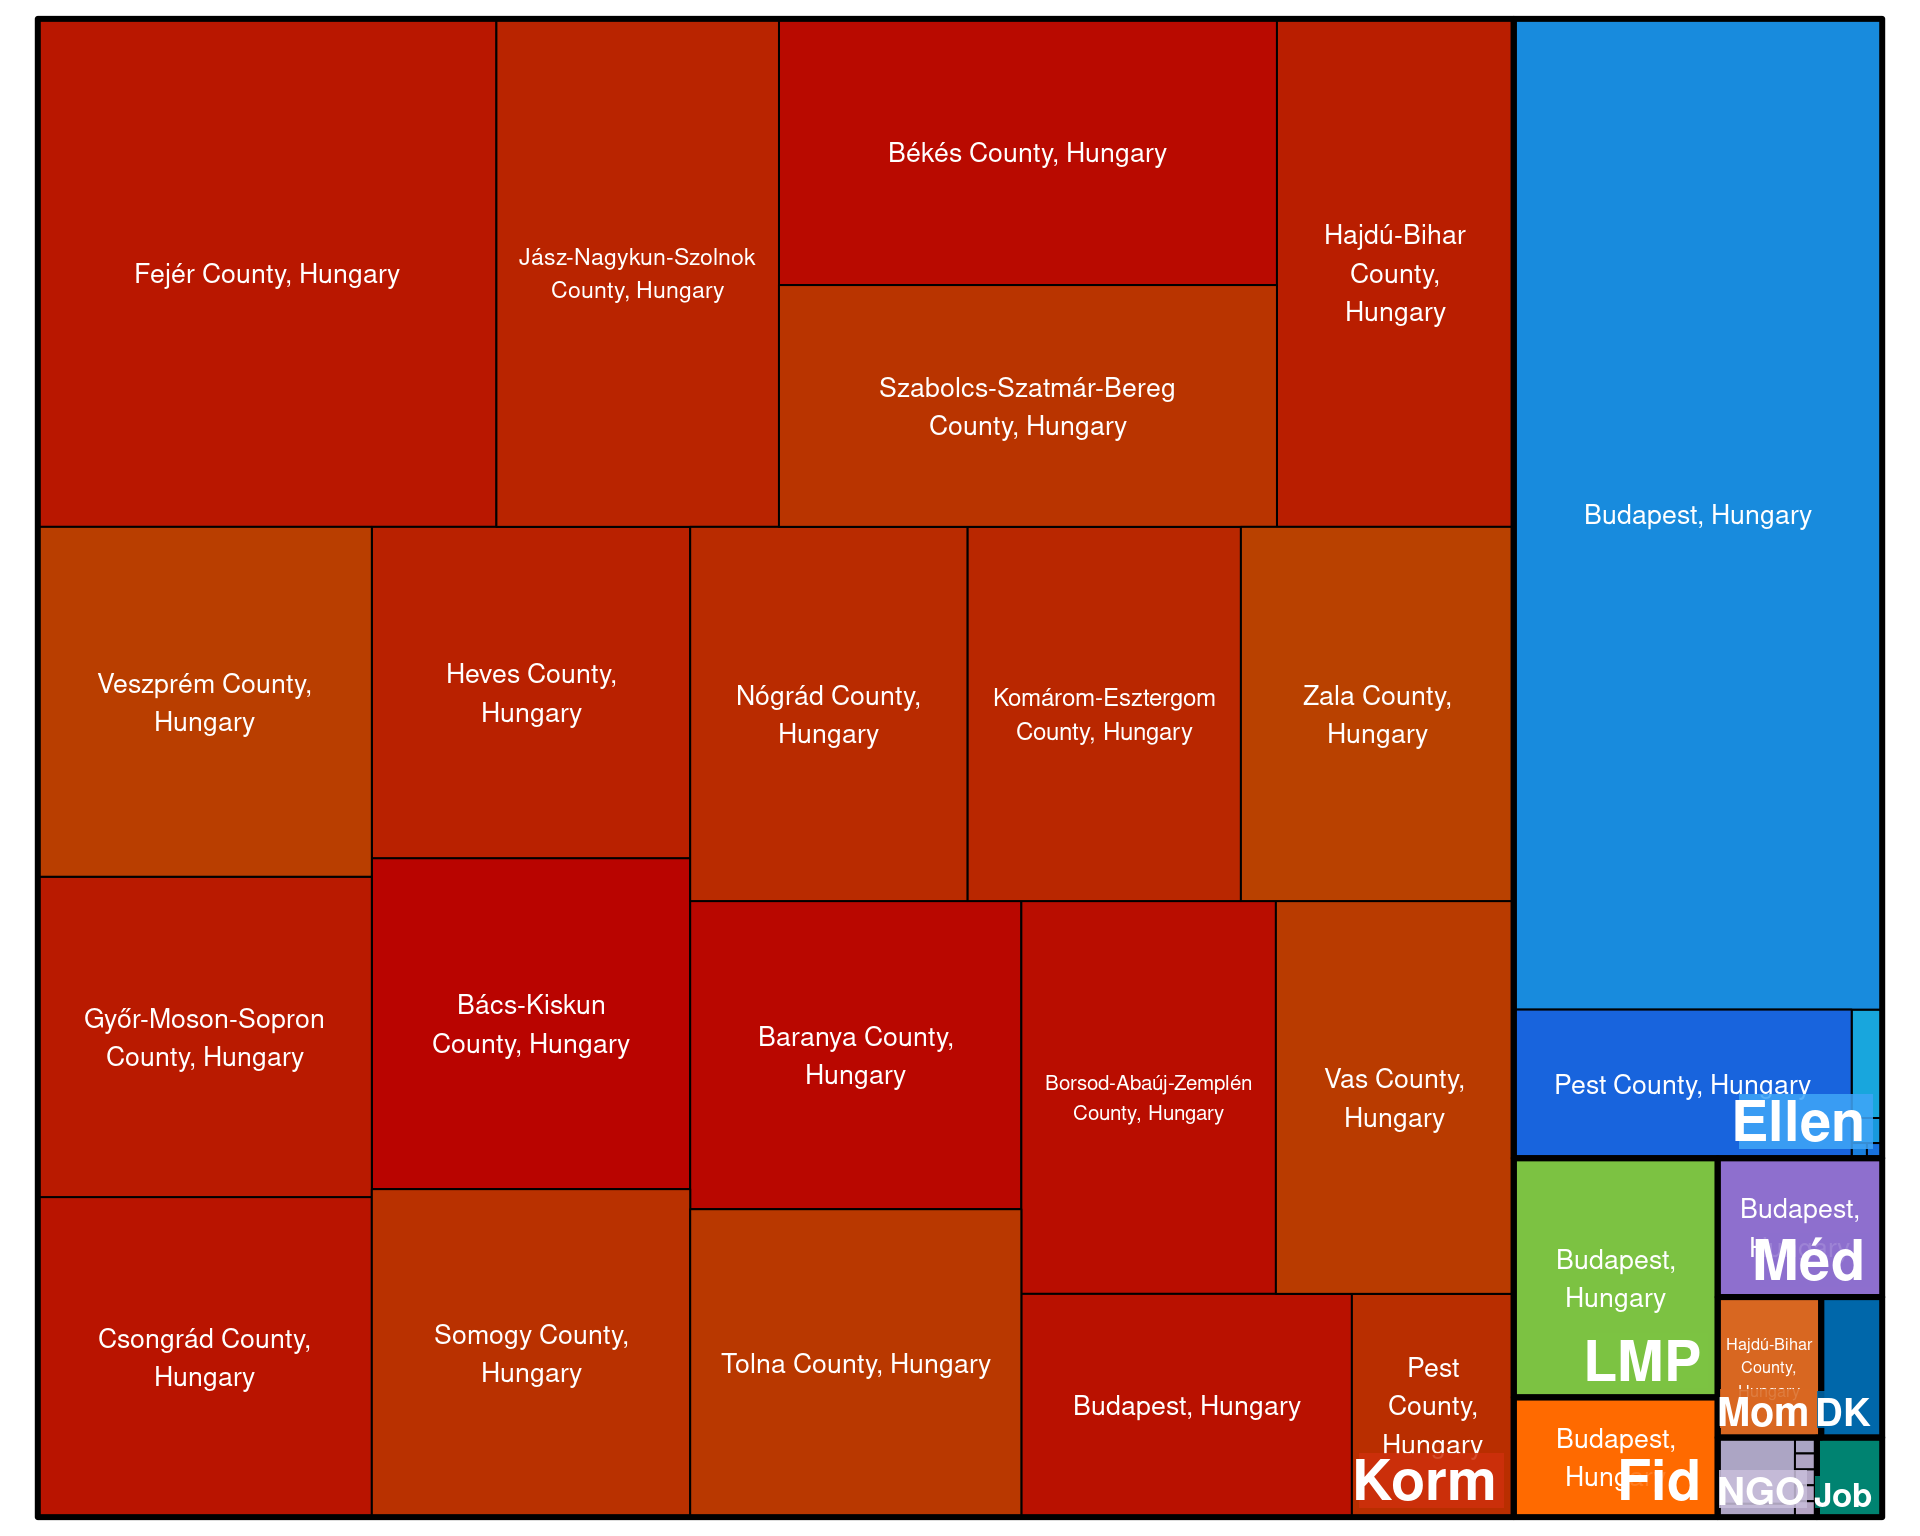 Fejér County, Hungary
Jász-Nagykun-Szolnok
County, Hungary
Békés County, Hungary
Szabolcs-Szatmár-Bereg
County, Hungary
Hajdú-Bihar
County,
Hungary
Veszprém County,
Hungary
Heves County,
Hungary
Nógrád County,
Hungary
Komárom-Esztergom
County, Hungary
Zala County,
Hungary
Győr-Moson-Sopron
County, Hungary
Bács-Kiskun
County, Hungary
Baranya County,
Hungary
Borsod-Abaúj-Zemplén
County, Hungary
Vas County,
Hungary
Csongrád County,
Hungary
Somogy County,
Hungary
Tolna County, Hungary
Budapest, Hungary
Pest
County,
Hungary
Korm
Budapest, Hungary
Pest County, Hungary
Ellen
Budapest,
Hungary
LMP
Budapest,
Méd
Hajdú-Bihar
County,
Hungary
Mom
DK
Budapest,
Hungary
Fid
NGO
Job